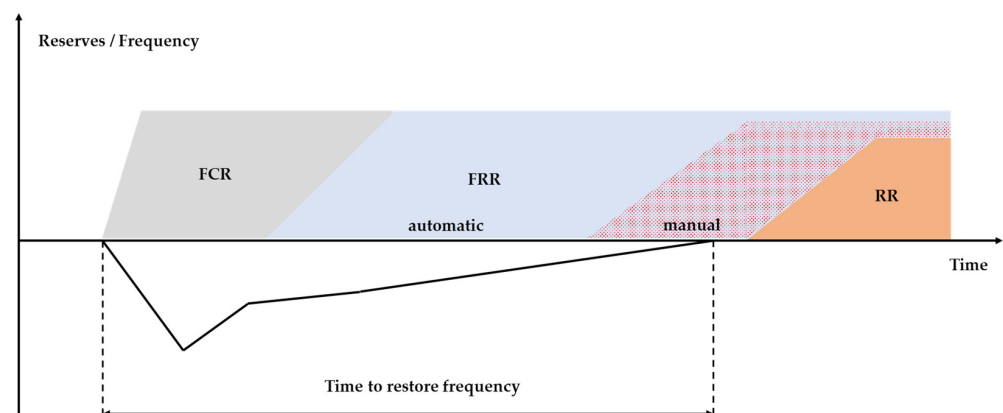 Reserves / Frequency
FCR
FRR
RR
automatic
manual
Time
Time to restore frequency